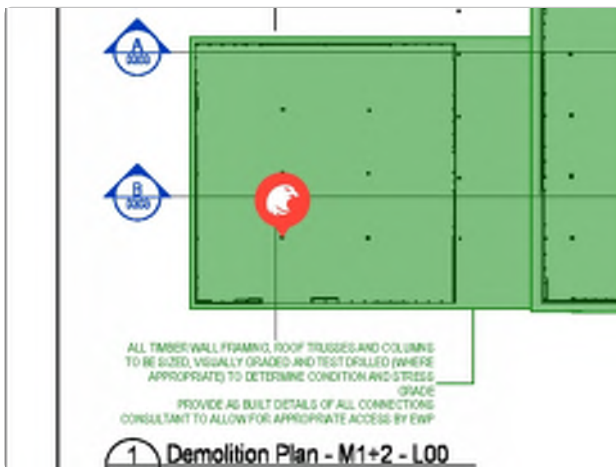 A
B
ALL TIMBER WALL FRAMING, ROOF TRUSSES AND COLUMNS
TO BE SIZED, VISUALLY GRADED AND TEST DRILLED (WHERE
APPROPRIATE) TO DETERMINE CONDITION AND STRESS
GRADE
PROVIDE AS BUILT DETAILS OF ALL CONNECTIONS
CONSULTANT TO ALLOW FOR APPROPRIATE ACCESS BY EWP
1 Demolition Plan - M1+2 - L00